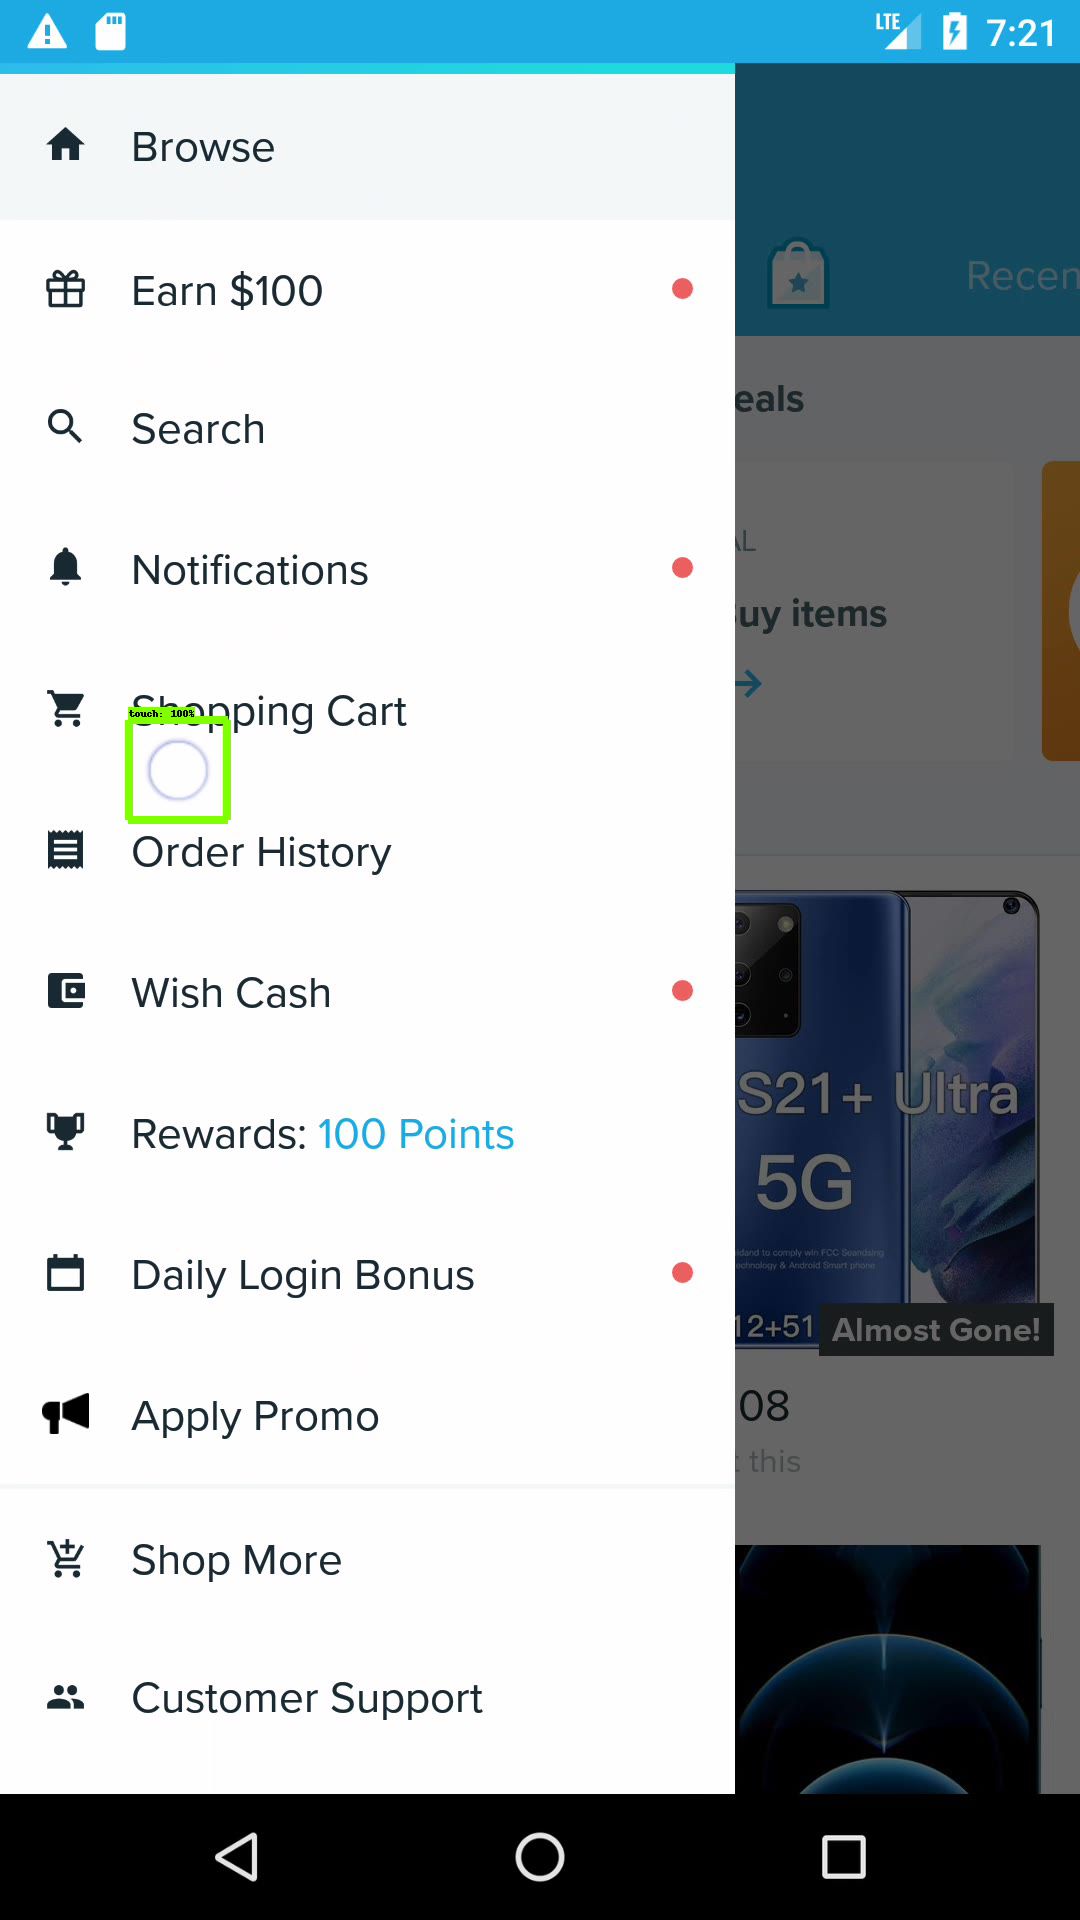 LTE 7:21
Browse
Earn $100
Recen
Search
eals
AL
Notifications
uy items
Shopping Cart
touch: 100%
Order History
Wish Cash
S21+ Ultra
Rewards: 100 Points
5G
Daily Login Bonus
12+51
Almost Gone!
Apply Promo
08
this
Shop More
Customer Support